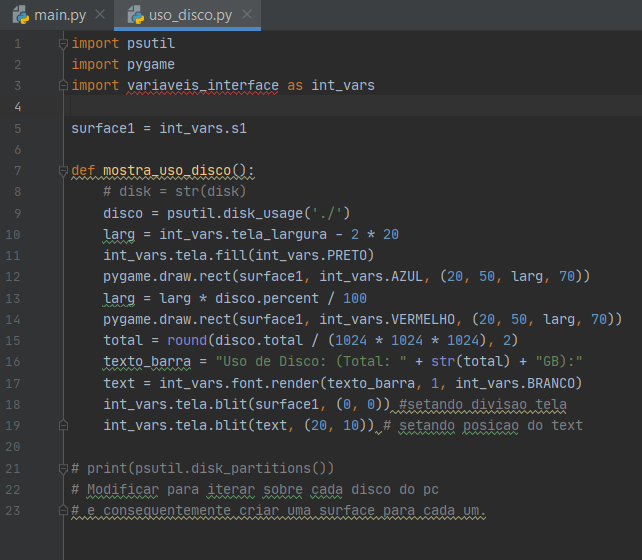 main.py
uso_disco.py
1 import psutil
2 import pygame
3 import variaveis_interface as int_vars
4
5 surface1 = int_vars.s1
6
7 def mostra_uso_disco():
8     # disk = str(disk)
9     disco = psutil.disk_usage('./')
10     larg = int_vars.tela_largura - 2 * 20
11     int_vars.tela.fill(int_vars.PRETO)
12     pygame.draw.rect(surface1, int_vars.AZUL, (20, 50, larg, 70))
13     larg = larg * disco.percent / 100
14     pygame.draw.rect(surface1, int_vars.VERMELHO, (20, 50, larg, 70))
15     total = round(disco.total / (1024 * 1024 * 1024), 2)
16     texto_barra = "Uso de Disco: (Total: " + str(total) + "GB):"
17     text = int_vars.font.render(texto_barra, 1, int_vars.BRANCO)
18     int_vars.tela.blit(surface1, (0, 0)) #setando divisao tela
19     int_vars.tela.blit(text, (20, 10)) # setando posicao do text
20
21 # print(psutil.disk_partitions())
22 # Modificar para iterar sobre cada disco do pc
23 # e consequentemente criar uma surface para cada um.